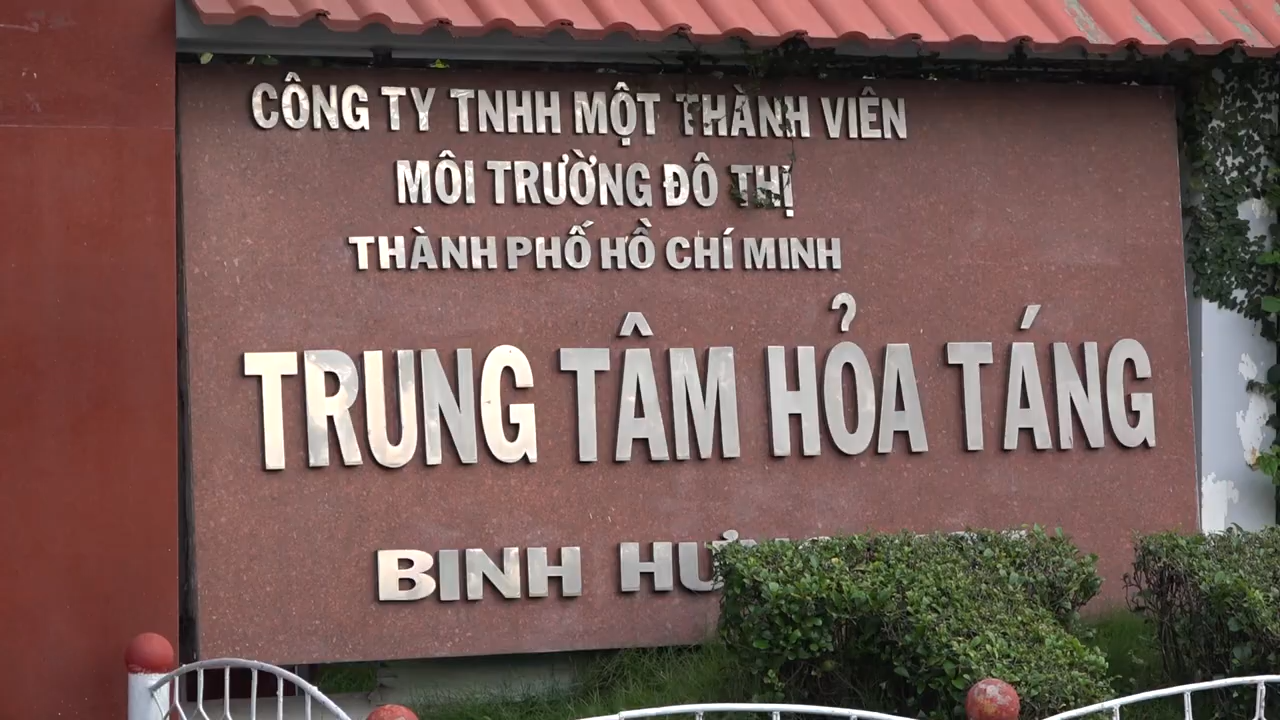 CÔNG TY TNHH MỘT THÀNH VIÊN
MÔI TRƯỜNG ĐÔ THỊ
THÀNH PHỐ HỒ CHÍ MINH
TRUNG TÂM HỎA TÁNG
BINH